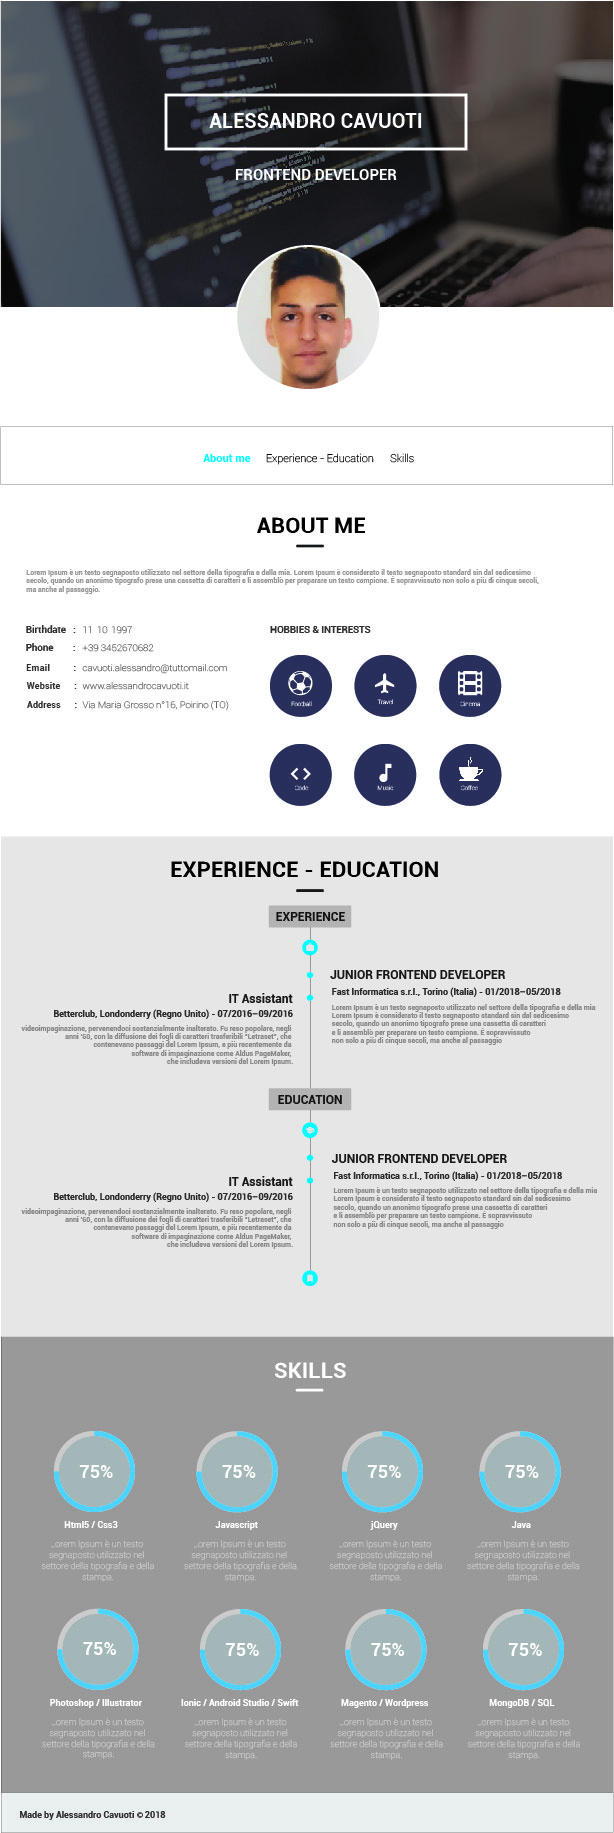 ALESSANDRO CAVUOTI
FRONTEND DEVELOPER
About me Experience - Education Skills
ABOUT ME
Lorem Ipsum è un testo segnaposto utilizzato nel settore della tipografia e della mia. Lorem Ipsum è considerato il testo segnaposto standard sin dal sedicesimo
secolo, quando un anonimo tipografo prese una cassetta di caratteri e li assemblò per preparare un testo campione. È sopravvissuto non solo a più di cinque secoli,
ma anche al passaggio.
Birthdate : 11 10 1997
Phone : +39 3452670682
Email : cavuoti.alessandro@tuttomail.com
Website : www.alessandrocavuoti.it
Address : Via Maria Grosso n°16, Poirino (TO)
HOBBIES & INTERESTS
Football
Travel
Cinema
Code
Music
Coffee
EXPERIENCE - EDUCATION
EXPERIENCE
JUNIOR FRONTEND DEVELOPER
Fast Informatica s.r.l., Torino (Italia) - 01/2018–05/2018
Lorem Ipsum è un testo segnaposto utilizzato nel settore della tipografia e della mia
Lorem Ipsum è considerato il testo segnaposto standard sin dal sedicesimo
secolo, quando un anonimo tipografo prese una cassetta di caratteri
e li assemblò per preparare un testo campione. È sopravvissuto
non solo a più di cinque secoli, ma anche al passaggio
IT Assistant
Betterclub, Londonderry (Regno Unito) - 07/2016–09/2016
videoimpaginazione, pervenendoci sostanzialmente inalterato. Fu reso popolare, negli
anni '60, con la diffusione dei fogli di caratteri trasferibili “Letraset”, che
contenevano passaggi del Lorem Ipsum, e più recentemente da
software di impaginazione come Aldus PageMaker,
che includeva versioni del Lorem Ipsum.
EDUCATION
JUNIOR FRONTEND DEVELOPER
Fast Informatica s.r.l., Torino (Italia) - 01/2018–05/2018
Lorem Ipsum è un testo segnaposto utilizzato nel settore della tipografia e della mia
Lorem Ipsum è considerato il testo segnaposto standard sin dal sedicesimo
secolo, quando un anonimo tipografo prese una cassetta di caratteri
e li assemblò per preparare un testo campione. È sopravvissuto
non solo a più di cinque secoli, ma anche al passaggio
IT Assistant
Betterclub, Londonderry (Regno Unito) - 07/2016–09/2016
videoimpaginazione, pervenendoci sostanzialmente inalterato. Fu reso popolare, negli
anni '60, con la diffusione dei fogli di caratteri trasferibili “Letraset”, che
contenevano passaggi del Lorem Ipsum, e più recentemente da
software di impaginazione come Aldus PageMaker,
che includeva versioni del Lorem Ipsum.
SKILLS
75%
Html5 / Css3
Lorem Ipsum è un testo
segnaposto utilizzato nel
settore della tipografia e della
stampa.
75%
Javascript
Lorem Ipsum è un testo
segnaposto utilizzato nel
settore della tipografia e della
stampa.
75%
jQuery
Lorem Ipsum è un testo
segnaposto utilizzato nel
settore della tipografia e della
stampa.
75%
Java
Lorem Ipsum è un testo
segnaposto utilizzato nel
settore della tipografia e della
stampa.
75%
Photoshop / Illustrator
Lorem Ipsum è un testo
segnaposto utilizzato nel
settore della tipografia e della
stampa.
75%
Ionic / Android Studio / Swift
Lorem Ipsum è un testo
segnaposto utilizzato nel
settore della tipografia e della
stampa.
75%
Magento / Wordpress
Lorem Ipsum è un testo
segnaposto utilizzato nel
settore della tipografia e della
stampa.
75%
MongoDB / SQL
Lorem Ipsum è un testo
segnaposto utilizzato nel
settore della tipografia e della
stampa.
Made by Alessandro Cavuoti © 2018